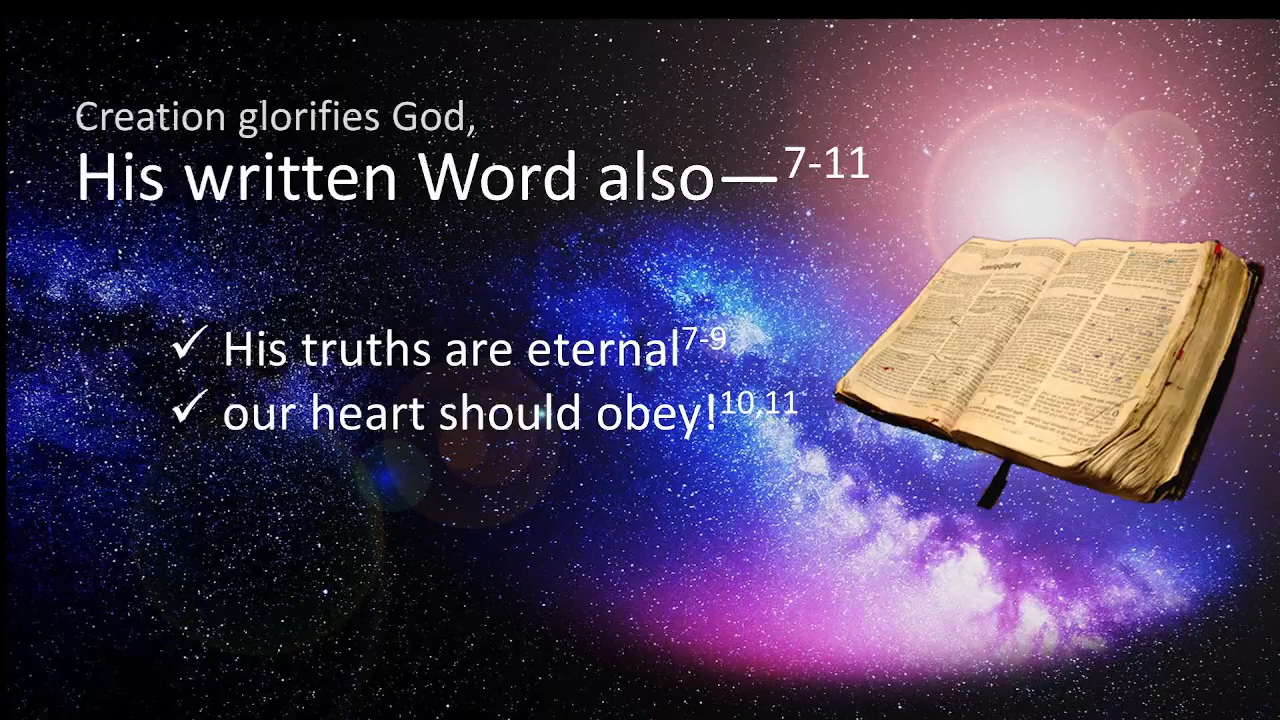 Creation glorifies God,
His written Word also—7-11
✓ His truths are eternal7-9
✓ our heart should obey!10,11